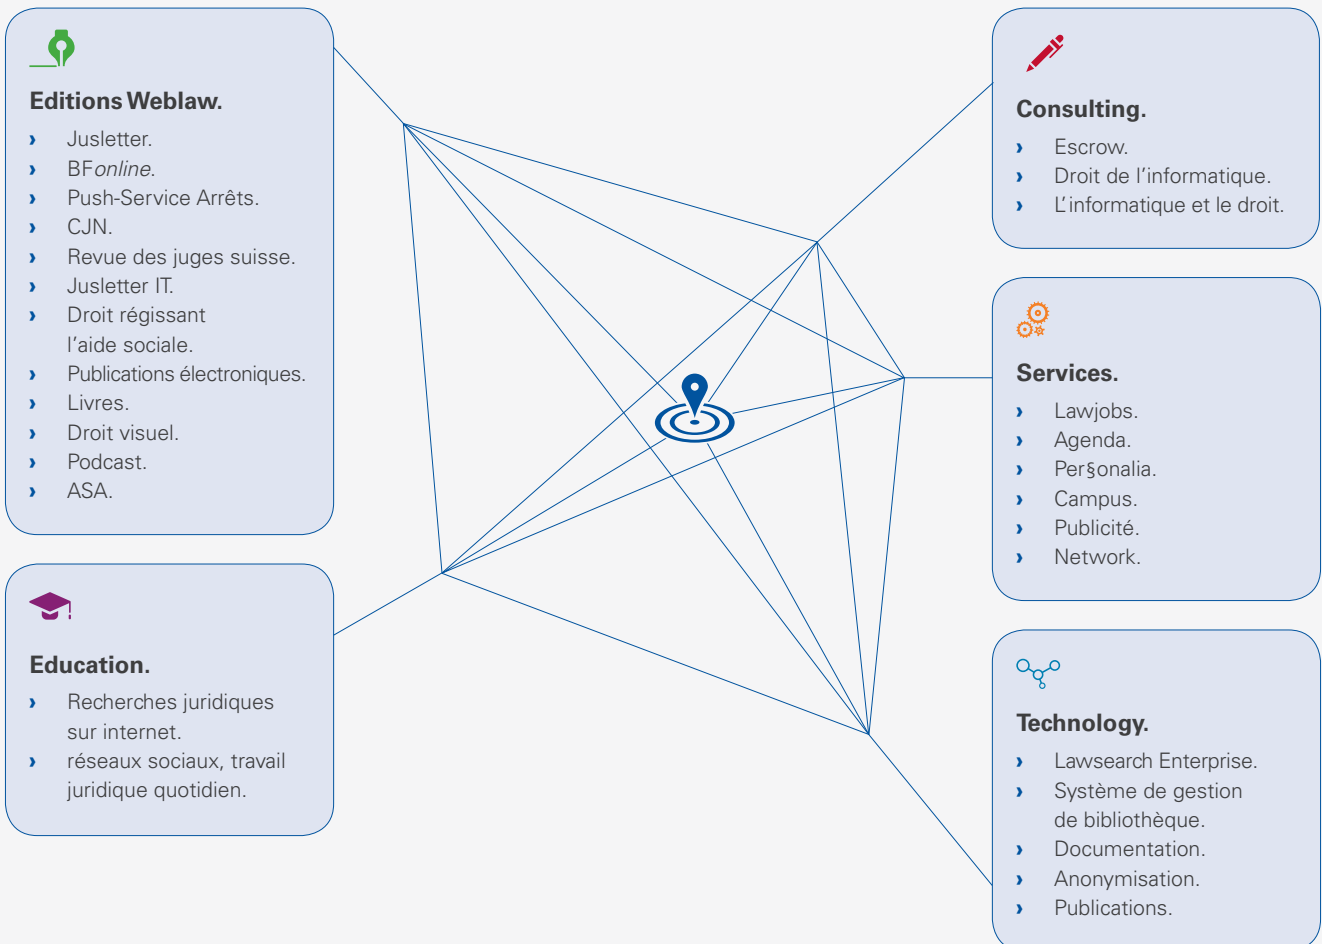 Editions Weblaw.
› Jusletter.
› BFonline.
› Push-Service Arrêts.
› CJN.
› Revue des juges suisse.
› Jusletter IT.
› Droit régissant
l'aide sociale.
› Publications électroniques.
› Livres.
› Droit visuel.
› Podcast.
› ASA.
Education.
› Recherches juridiques
sur internet.
› réseaux sociaux, travail
juridique quotidien.
Consulting.
› Escrow.
› Droit de l'informatique.
› L'informatique et le droit.
Services.
› Lawjobs.
› Agenda.
› Per§onalia.
› Campus.
› Publicité.
› Network.
Technology.
› Lawsearch Enterprise.
› Système de gestion
de bibliothèque.
› Documentation.
› Anonymisation.
› Publications.